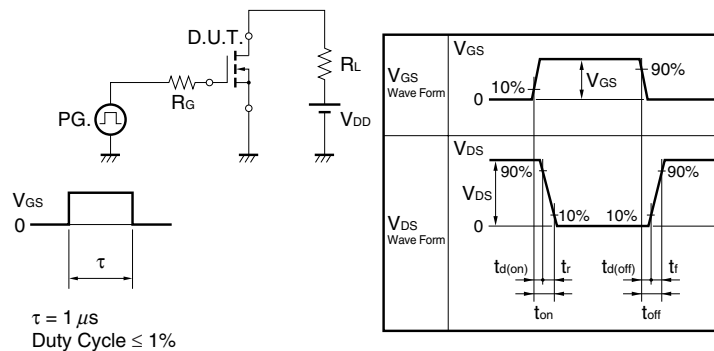 D.U.T.
RL
RG
PG.
VDD
VGS
0
τ
τ = 1 μs
Duty Cycle ≤ 1%
VGS
Wave Form
VGS
10%
VGS
90%
0
VDS
Wave Form
VDS
90%
VDS
90%
10%
10%
0
td(on)
tr
td(off)
tf
ton
toff